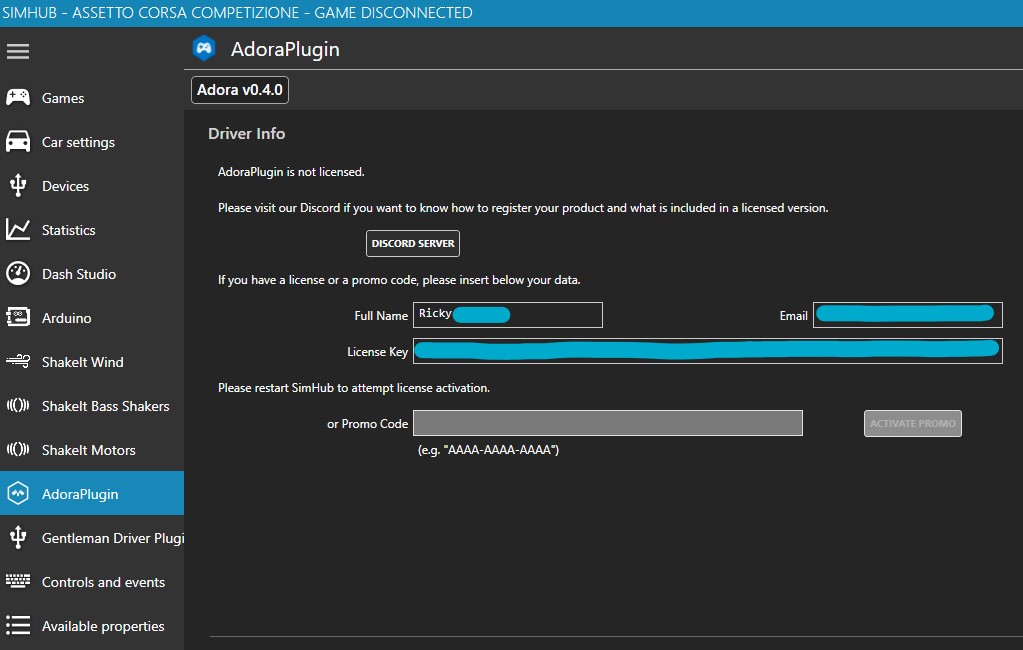 SIMHUB - ASSETTO CORSA COMPETIZIONE - GAME DISCONNECTED
AdoraPlugin
Adora v0.4.0
Games
Car settings
Devices
Statistics
Dash Studio
Arduino
ShakeIt Wind
ShakeIt Bass Shakers
ShakeIt Motors
AdoraPlugin
Gentleman Driver Plugi
Controls and events
Available properties
Driver Info
AdoraPlugin is not licensed.
Please visit our Discord if you want to know how to register your product and what is included in a licensed version.
DISCORD SERVER
If you have a license or a promo code, please insert below your data.
Full Name Ricky Email
License Key
Please restart SimHub to attempt license activation.
or Promo Code ACTIVATE PROMO
(e.g. "AAAA-AAAA-AAAA")